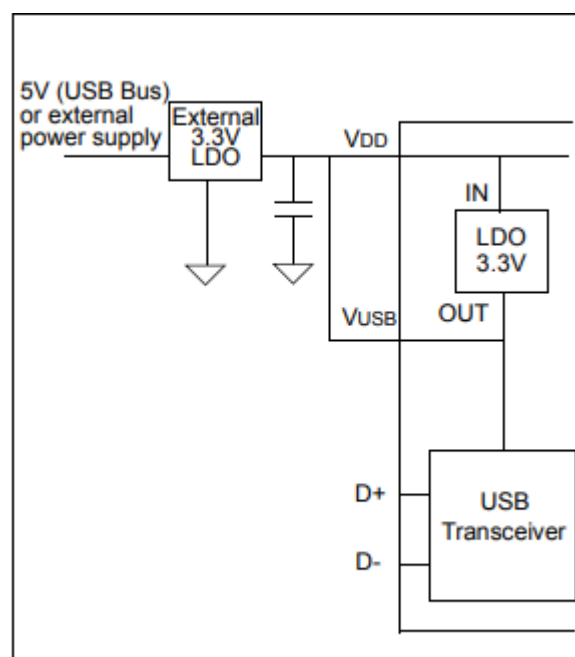 5V (USB Bus)
or external
power supply
External
3.3V
LDO
VDD
IN
LDO
3.3V
OUT
VUSB
D+
D-
USB
Transceiver